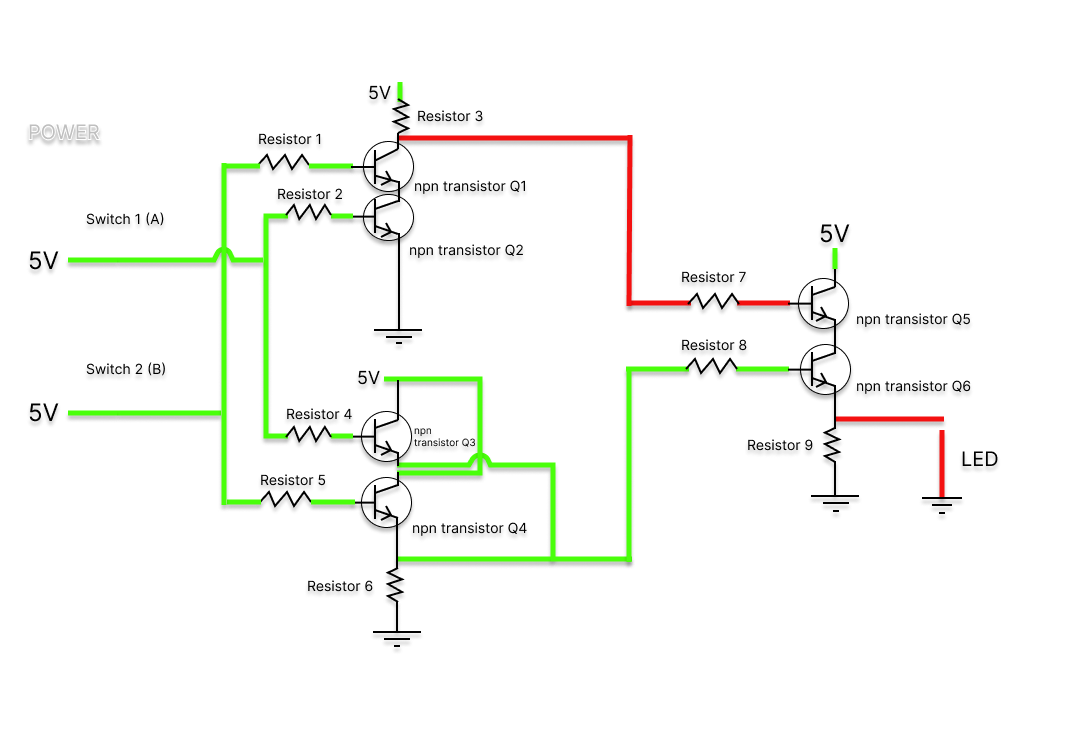 5V
Resistor 3
POWER
Resistor 1
npn transistor Q1
Resistor 2
Switch 1 (A)
npn transistor Q2
5V
5V
Resistor 7
npn transistor Q5
Resistor 8
Switch 2 (B)
5V
npn transistor Q6
5V
Resistor 4
npn
transistor Q3
Resistor 9
LED
Resistor 5
npn transistor Q4
Resistor 6